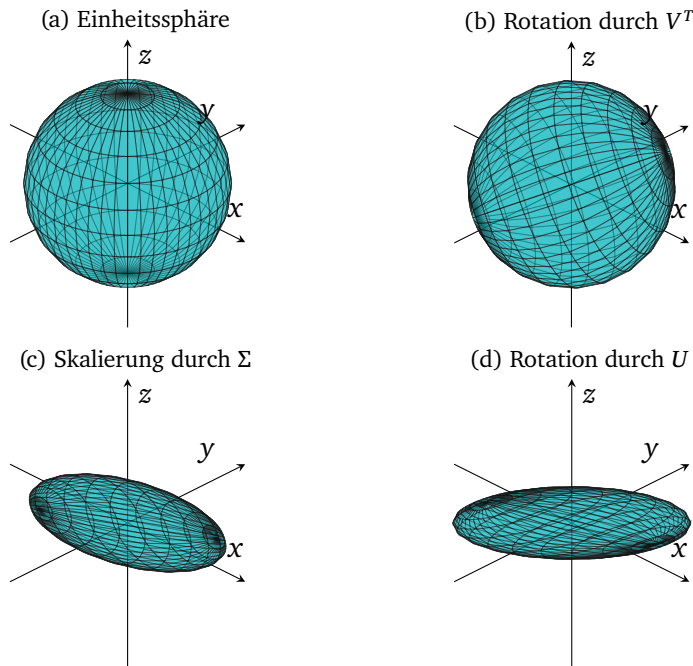 (a) Einheitssphäre
z
y
x
(b) Rotation durch V^T
z
y
x
(c) Skalierung durch Σ
z
y
x
(d) Rotation durch U
z
y
x